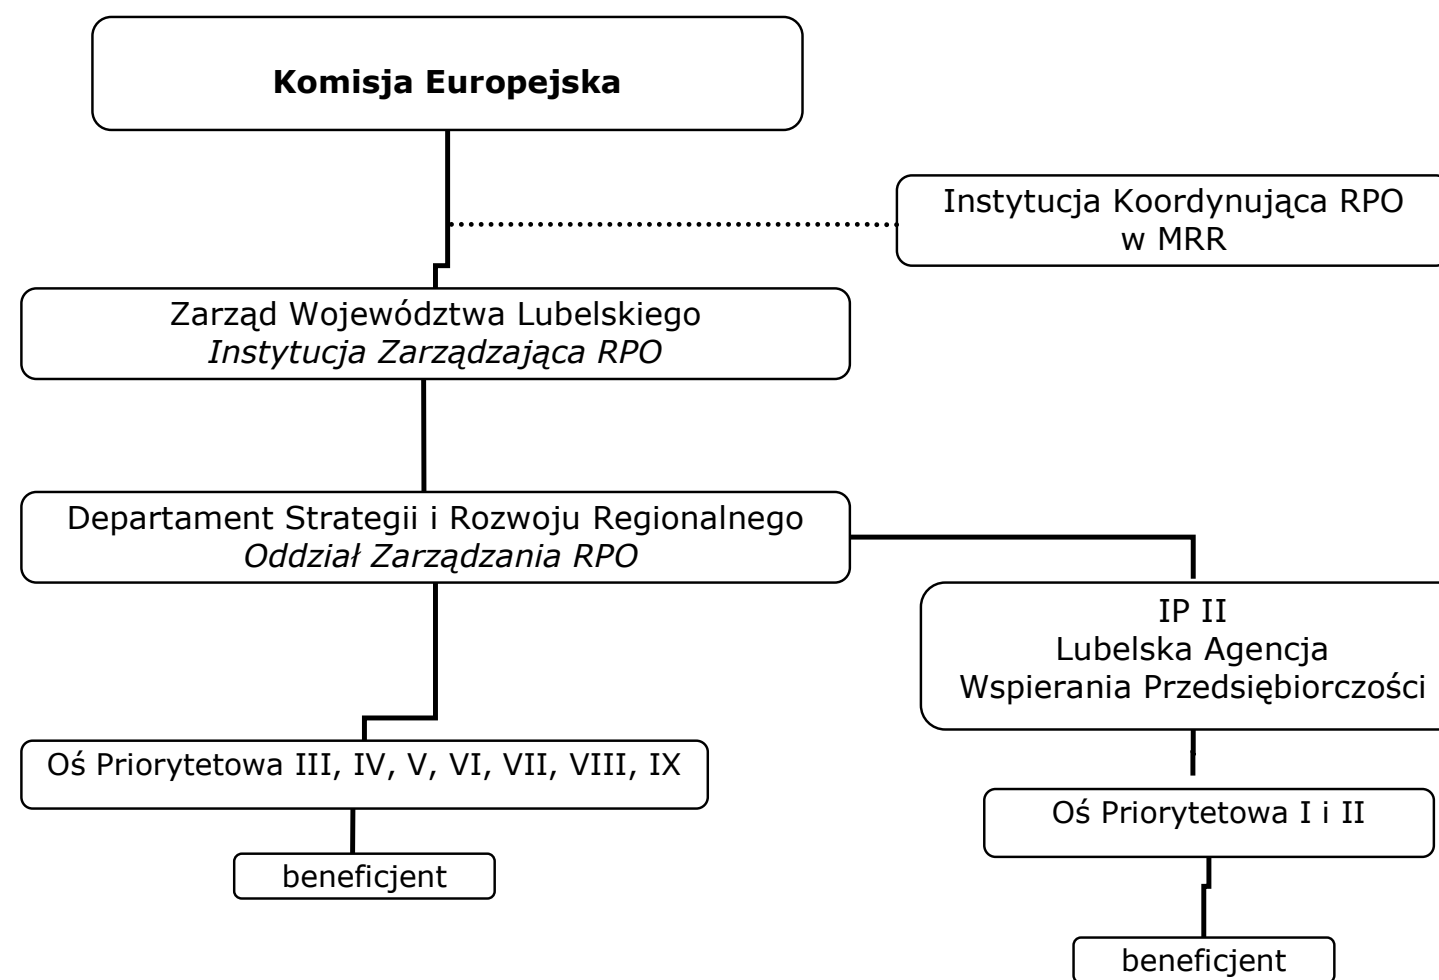 Komisja Europejska
Instytucja Koordynująca RPO
w MRR
Zarząd Województwa Lubelskiego
Instytucja Zarządzająca RPO
Departament Strategii i Rozwoju Regionalnego
Oddział Zarządzania RPO
IP II
Lubelska Agencja
Wspierania Przedsiębiorczości
Oś Priorytetowa III, IV, V, VI, VII, VIII, IX
Oś Priorytetowa I i II
beneficjent
beneficjent